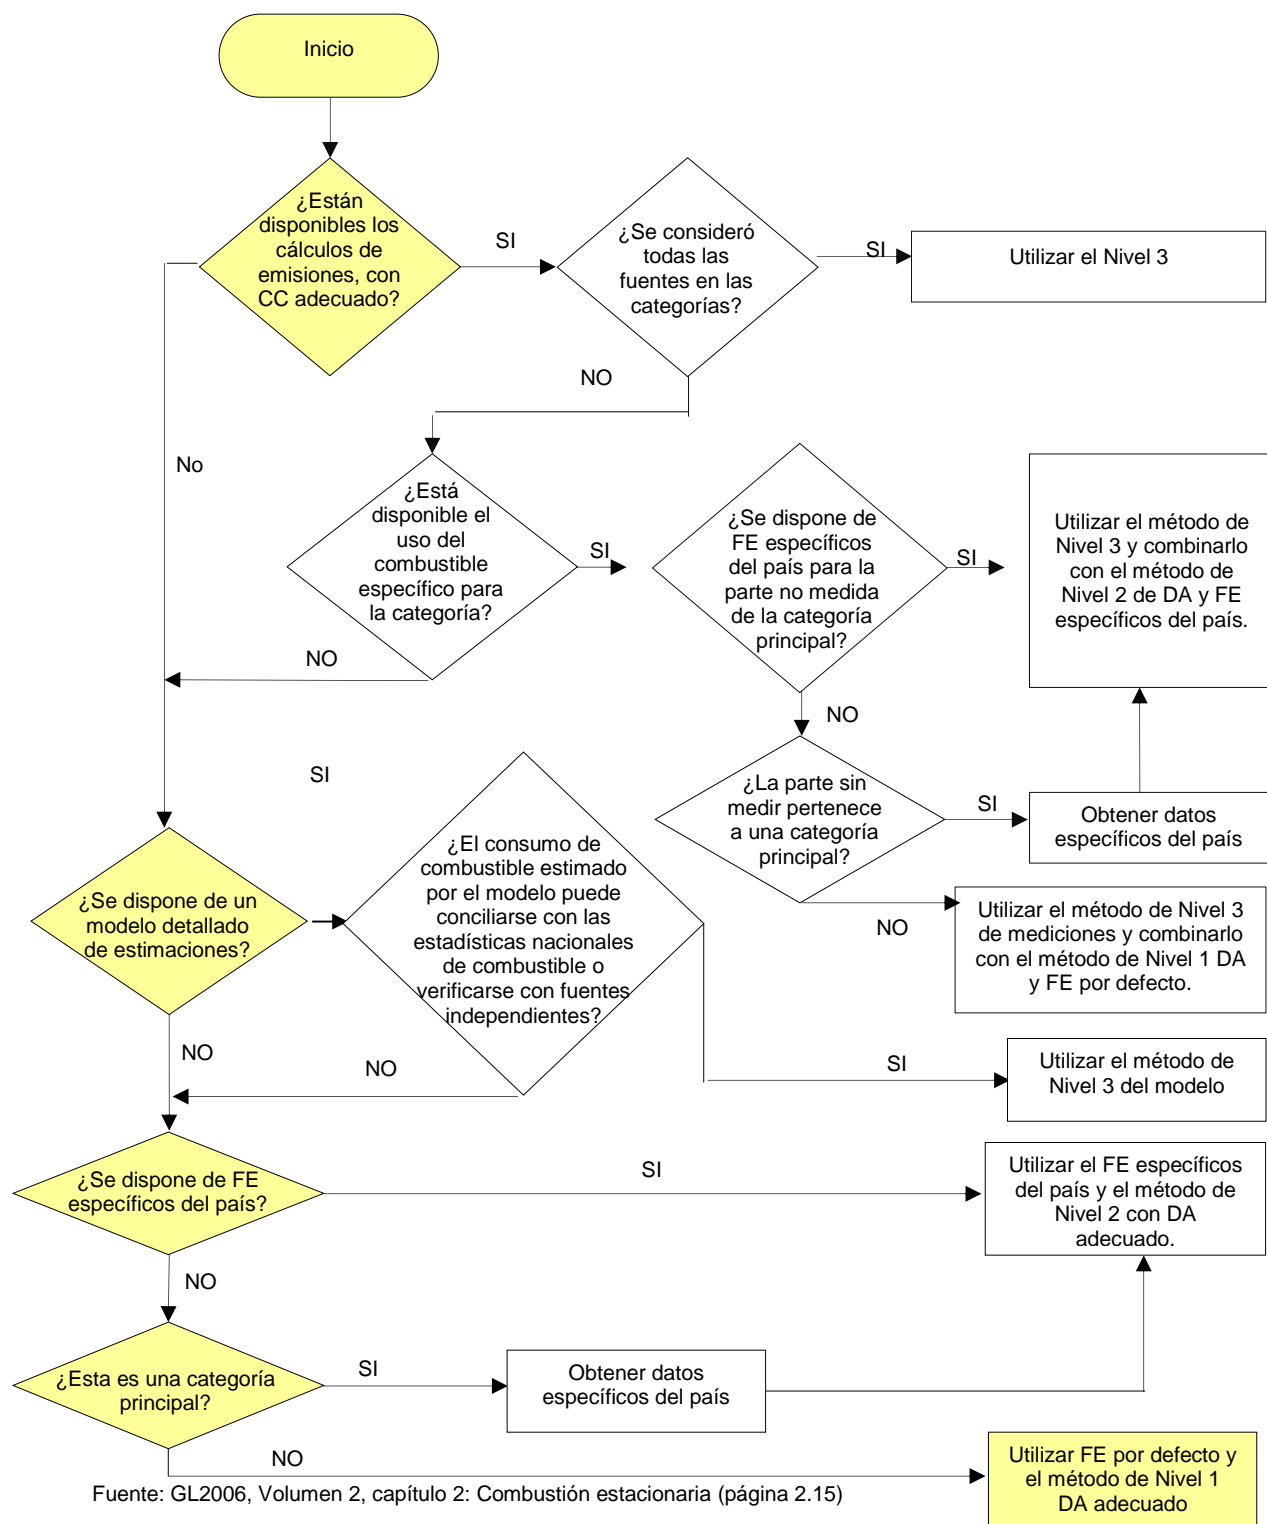 Inicio
¿Están
disponibles los
cálculos de
emisiones, con
CC adecuado?
SI
¿Se consideró
todas las
fuentes en las
categorías?
SI
Utilizar el Nivel 3
NO
No
¿Está
disponible el
uso del
combustible
específico para
la categoría?
SI
¿Se dispone de
FE específicos
del país para la
parte no medida
de la categoría
principal?
SI
Utilizar el método de
Nivel 3 y combinarlo
con el método de
Nivel 2 de DA y FE
específicos del país.
NO
NO
¿La parte sin
medir pertenece
a una categoría
principal?
SI
Obtener datos
específicos del país
NO
Utilizar el método de Nivel 3
de mediciones y combinarlo
con el método de Nivel 1 DA
y FE por defecto.
SI
¿Se dispone de un
modelo detallado
de estimaciones?
¿El consumo de
combustible estimado
por el modelo puede
conciliarse con las
estadísticas nacionales
de combustible o
verificarse con fuentes
independientes?
NO
NO
SI
Utilizar el método de
Nivel 3 del modelo
¿Se dispone de FE
específicos del país?
SI
Utilizar el FE específicos
del país y el método de
Nivel 2 con DA
adecuado.
NO
¿Esta es una categoría
principal?
SI
Obtener datos
específicos del país
NO
Utilizar FE por defecto y
el método de Nivel 1
DA adecuado
Fuente: GL2006, Volumen 2, capítulo 2: Combustión estacionaria (página 2.15)